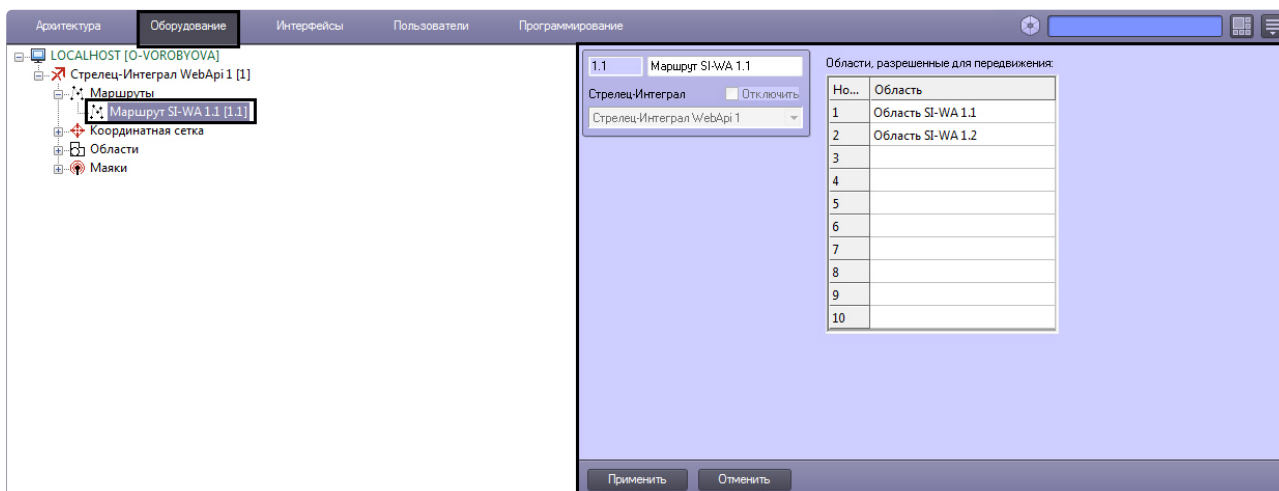 Архитектура Оборудование Интерфейсы Пользователи Программирование
LOCALHOST [O-VOROBYOVA]
Стрелец-Интеграл WebApi 1 [1]
Маршруты
Маршрут SI-WA 1.1 [1.1]
Координатная сетка
Области
Маяки
1.1 Маршрут SI-WA 1.1
Стрелец-Интеграл Отключить
Стрелец-Интеграл WebApi 1
Области, разрешенные для передвижения:
Но... Область
1 Область SI-WA 1.1
2 Область SI-WA 1.2
3
4
5
6
7
8
9
10
Применить Отменить